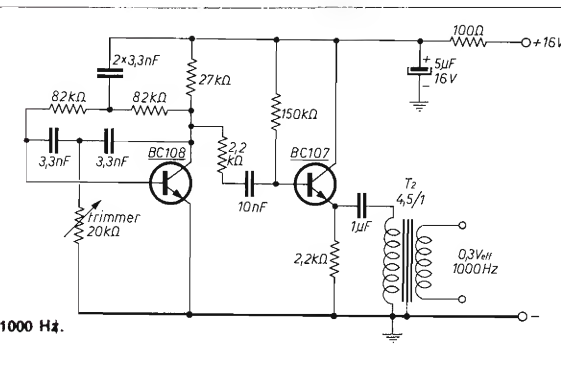 100Ω
+16V
2×3,3nF
+ 5μF
16V
-
27kΩ
82kΩ 82kΩ
150kΩ
3,3nF 3,3nF
BC108
2,2
kΩ
BC107
10nF
T2
4,5/1
1μF
trimmer
20kΩ
2,2kΩ
0,3Veff
1000Hz
1000 Hz.
-